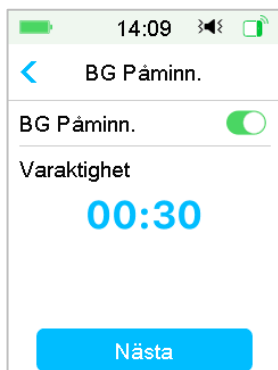 14:09
BG Påminn.
BG Påminn.
Varaktighet
00:30
Nästa